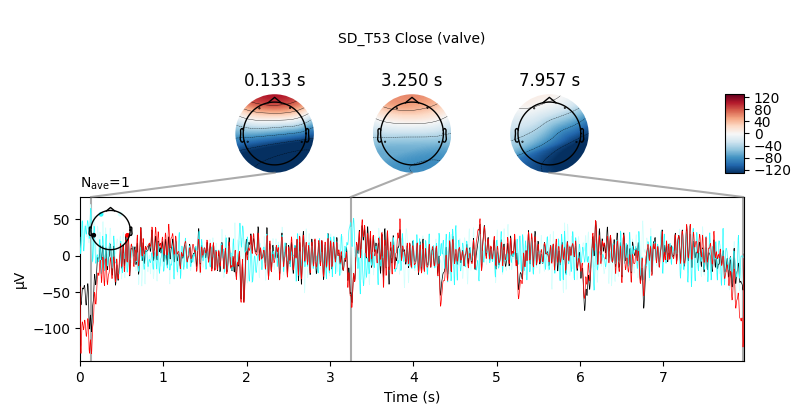 SD_T53 Close (valve)
0.133 s 3.250 s 7.957 s
120
80
40
0
−40
−80
−120
Nave=1
50
0
−50
−100
µV
0 1 2 3 4 5 6 7
Time (s)